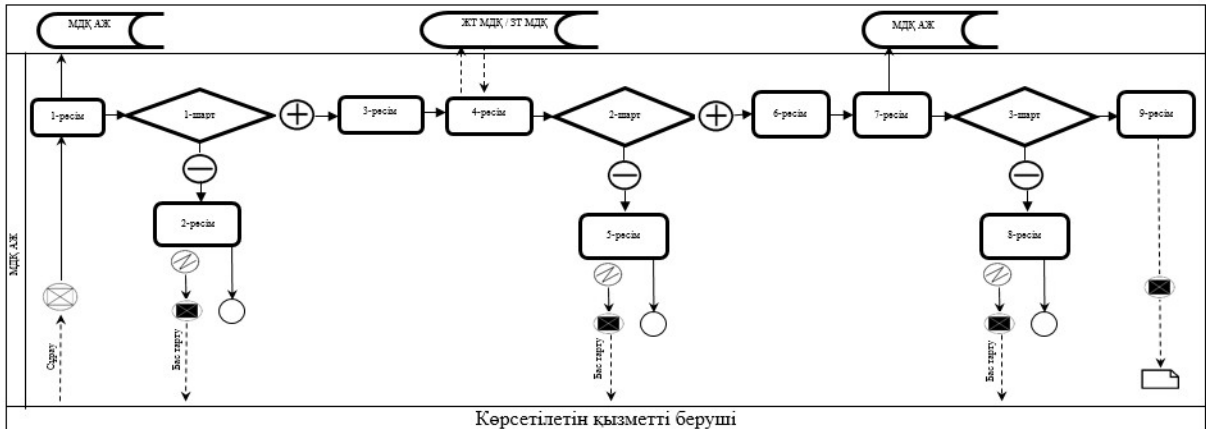 МДҚ АЖ
ЖТ МДҚ / ЗТ МДҚ
МДҚ АЖ
1-рәсім
1-шарт
3-рәсім
4-рәсім
2-шарт
6-рәсім
7-рәсім
3-шарт
9-рәсім
2-рәсім
5-рәсім
8-рәсім
МДҚ АЖ
Сұрау
Бас тарту
Бас тарту
Бас тарту
Көрсетілетін қызметті беруші